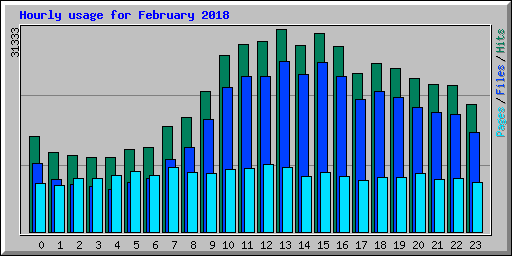 Hourly usage for February 2018
31333
Pages/Files/Hits
0 1 2 3 4 5 6 7 8 9 10 11 12 13 14 15 16 17 18 19 20 21 22 23